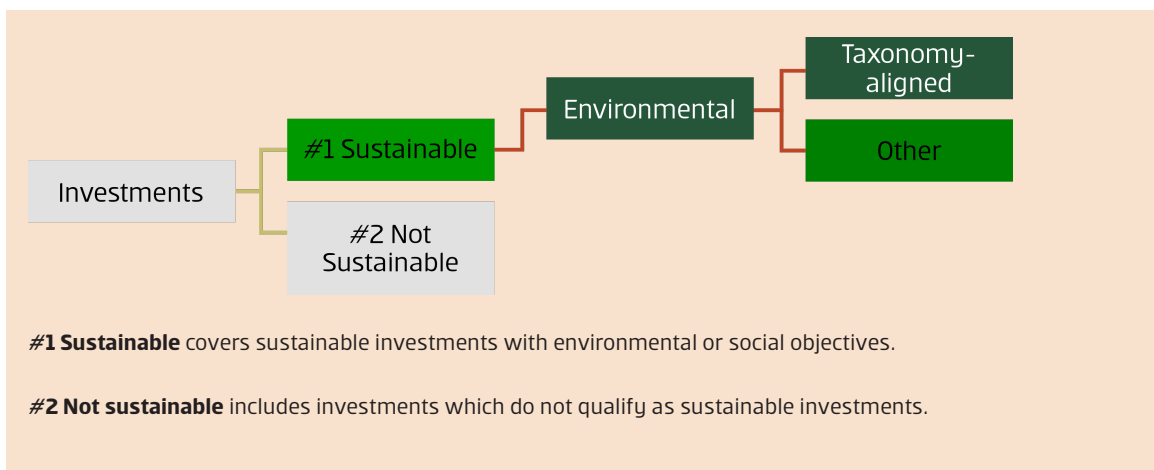 Taxonomy-
aligned
Environmental
Other
#1 Sustainable
Investments
#2 Not
Sustainable
#1 Sustainable covers sustainable investments with environmental or social objectives.
#2 Not sustainable includes investments which do not qualify as sustainable investments.